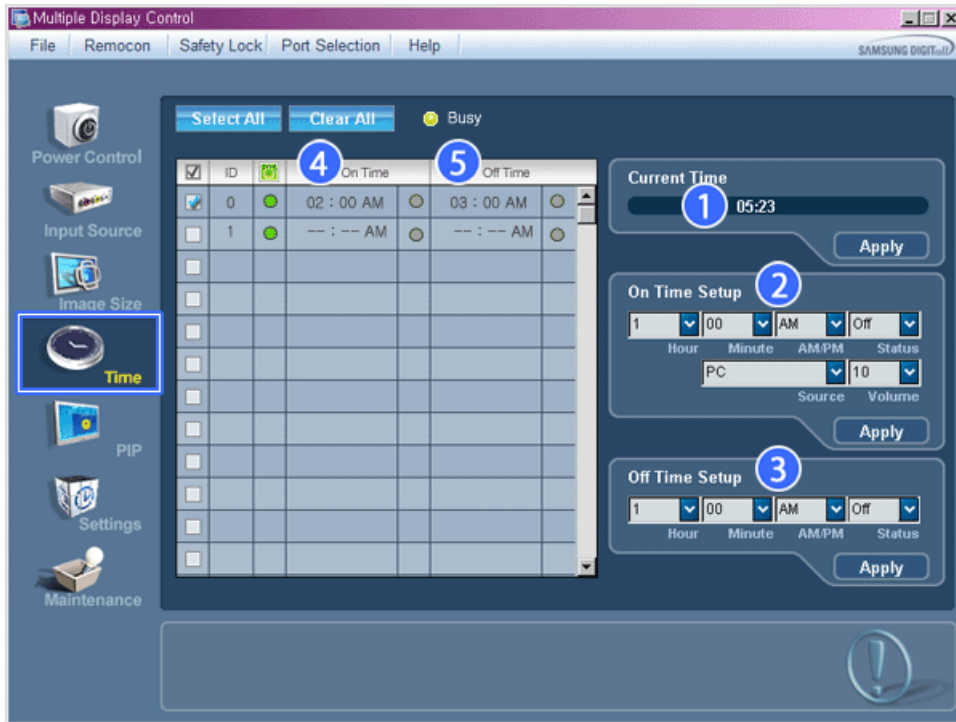 Multiple Display Control
File Remocon Safety Lock Port Selection Help
SAMSUNG DIGITall
Select All Clear All Busy
Power Control
Input Source
Image Size
Time
PIP
Settings
Maintenance
4 5
ID On Time Off Time
0 02 : 00 AM 03 : 00 AM
1 -- : -- AM -- : -- AM
Current Time
1 05:23
Apply
On Time Setup 2
1 00 AM Off
Hour Minute AM/PM Status
PC 10
Source Volume
Apply
Off Time Setup 3
1 00 AM Off
Hour Minute AM/PM Status
Apply